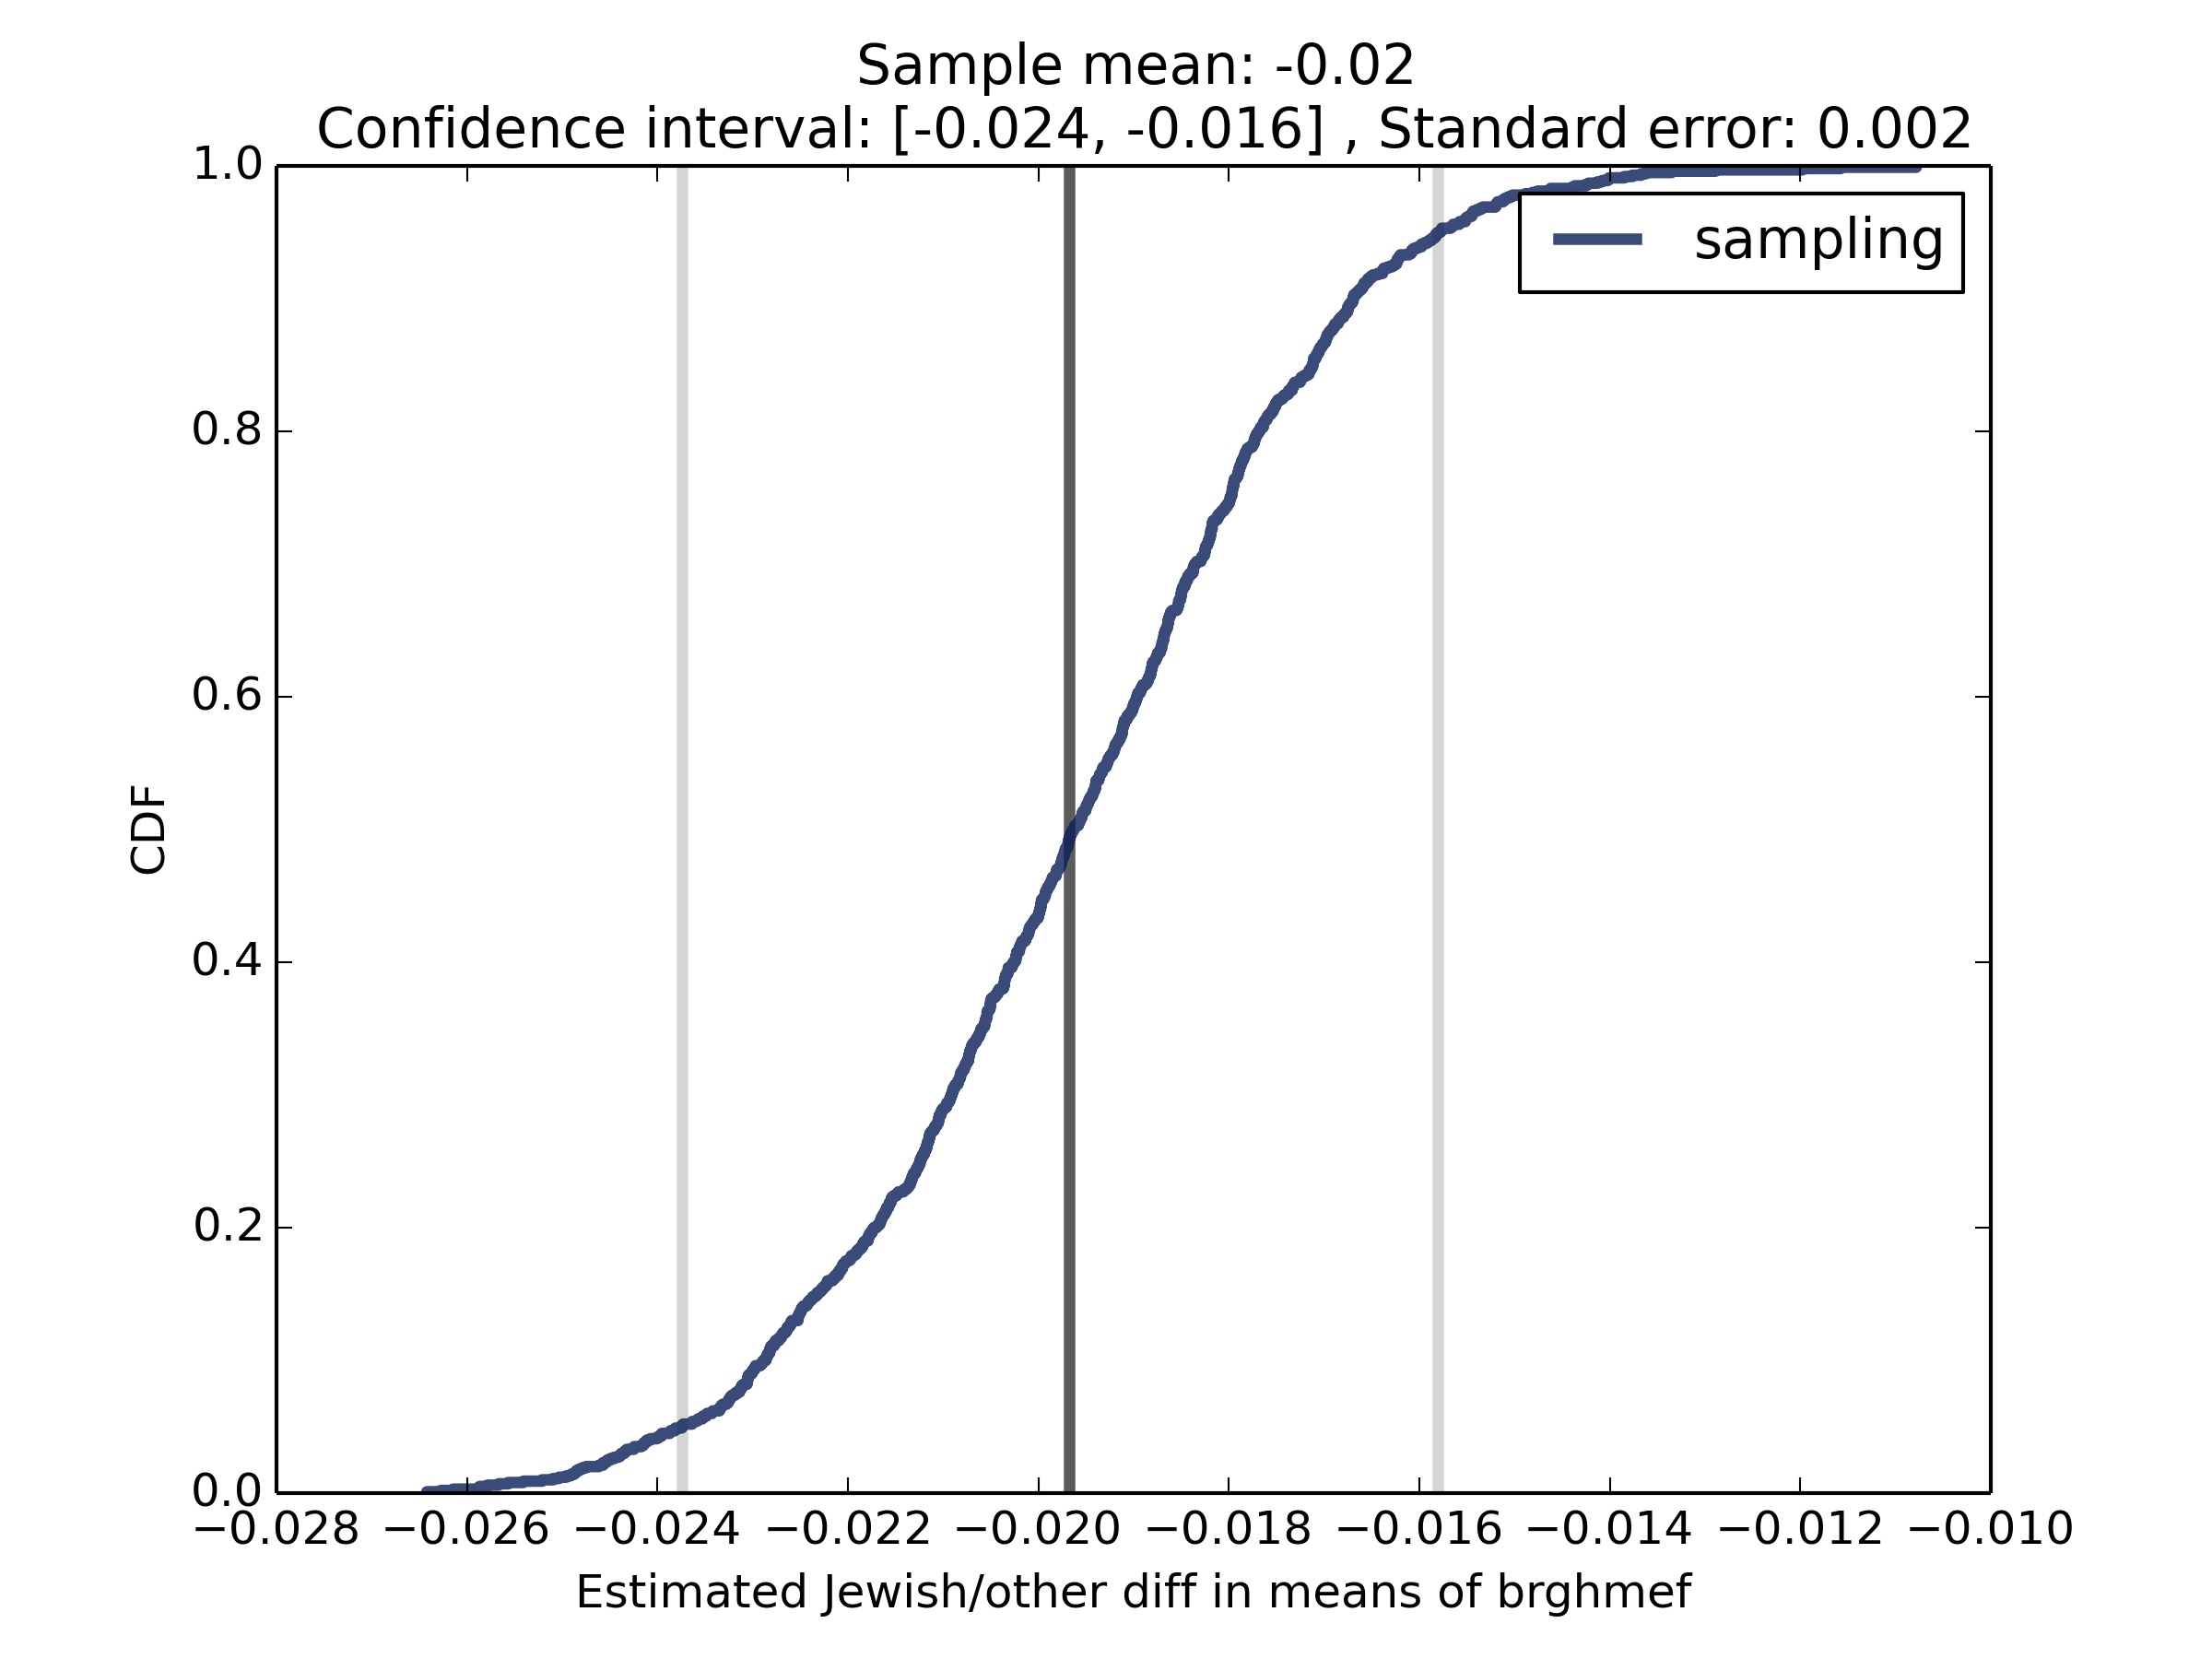 Sample mean: -0.02
Confidence interval: [-0.024, -0.016] , Standard error: 0.002
1.0
sampling
0.8
0.6
CDF
0.4
0.2
0.0
−0.028 −0.026 −0.024 −0.022 −0.020 −0.018 −0.016 −0.014 −0.012 −0.010
Estimated Jewish/other diff in means of brghmef